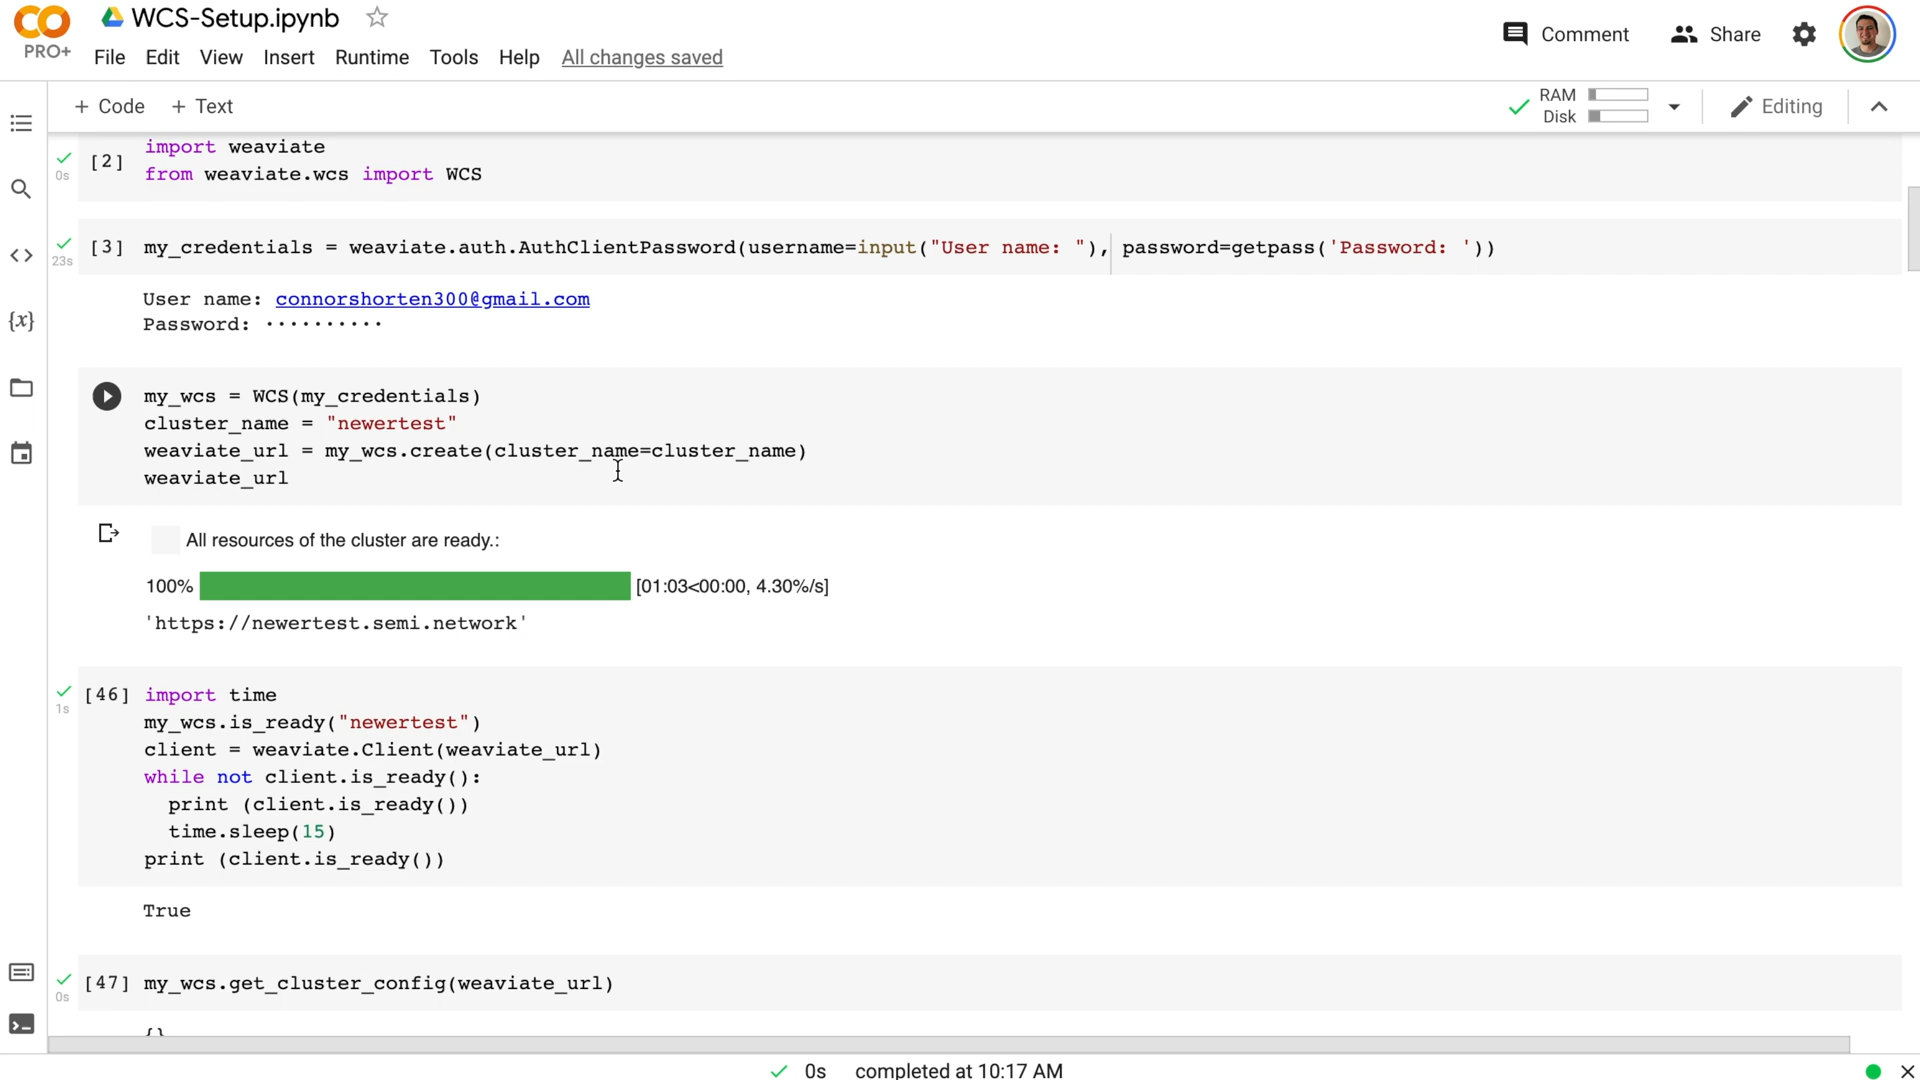 WCS-Setup.ipynb
PRO+
File Edit View Insert Runtime Tools Help All changes saved
Comment Share
+ Code + Text
RAM
Disk
Editing
[2] import weaviate
0s from weaviate.wcs import WCS
[3] my_credentials = weaviate.auth.AuthClientPassword(username=input("User name: "), password=getpass('Password: '))
23s
User name: connorshorten300@gmail.com
Password: ··········
my_wcs = WCS(my_credentials)
cluster_name = "newertest"
weaviate_url = my_wcs.create(cluster_name=cluster_name)
weaviate_url
All resources of the cluster are ready.:
100% [01:03<00:00, 4.30%/s]
'https://newertest.semi.network'
[46] import time
1s
my_wcs.is_ready("newertest")
client = weaviate.Client(weaviate_url)
while not client.is_ready():
print (client.is_ready())
time.sleep(15)
print (client.is_ready())
True
[47] my_wcs.get_cluster_config(weaviate_url)
0s
{}
0s completed at 10:17 AM